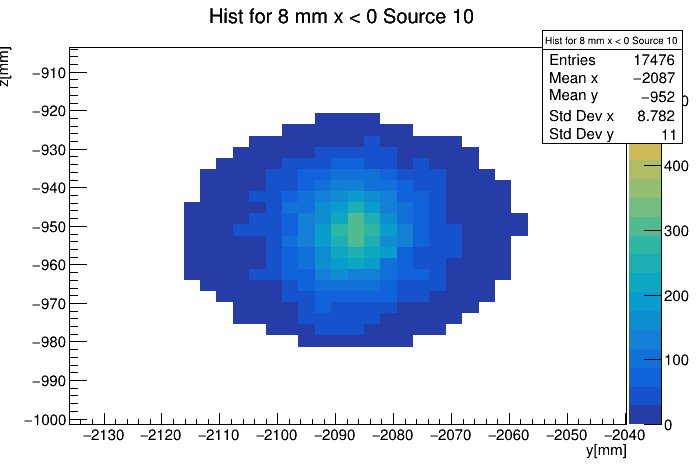 Hist for 8 mm x < 0 Source 10
z[mm]
Hist for 8 mm x < 0 Source 10
Entries 17476
Mean x −2087
Mean y −952
Std Dev x 8.782
Std Dev y 11
−910
−920
−930
−940
−950
−960
−970
−980
−990
−1000
0
400
300
200
100
0
−2130 −2120 −2110 −2100 −2090 −2080 −2070 −2060 −2050 −2040
y[mm]